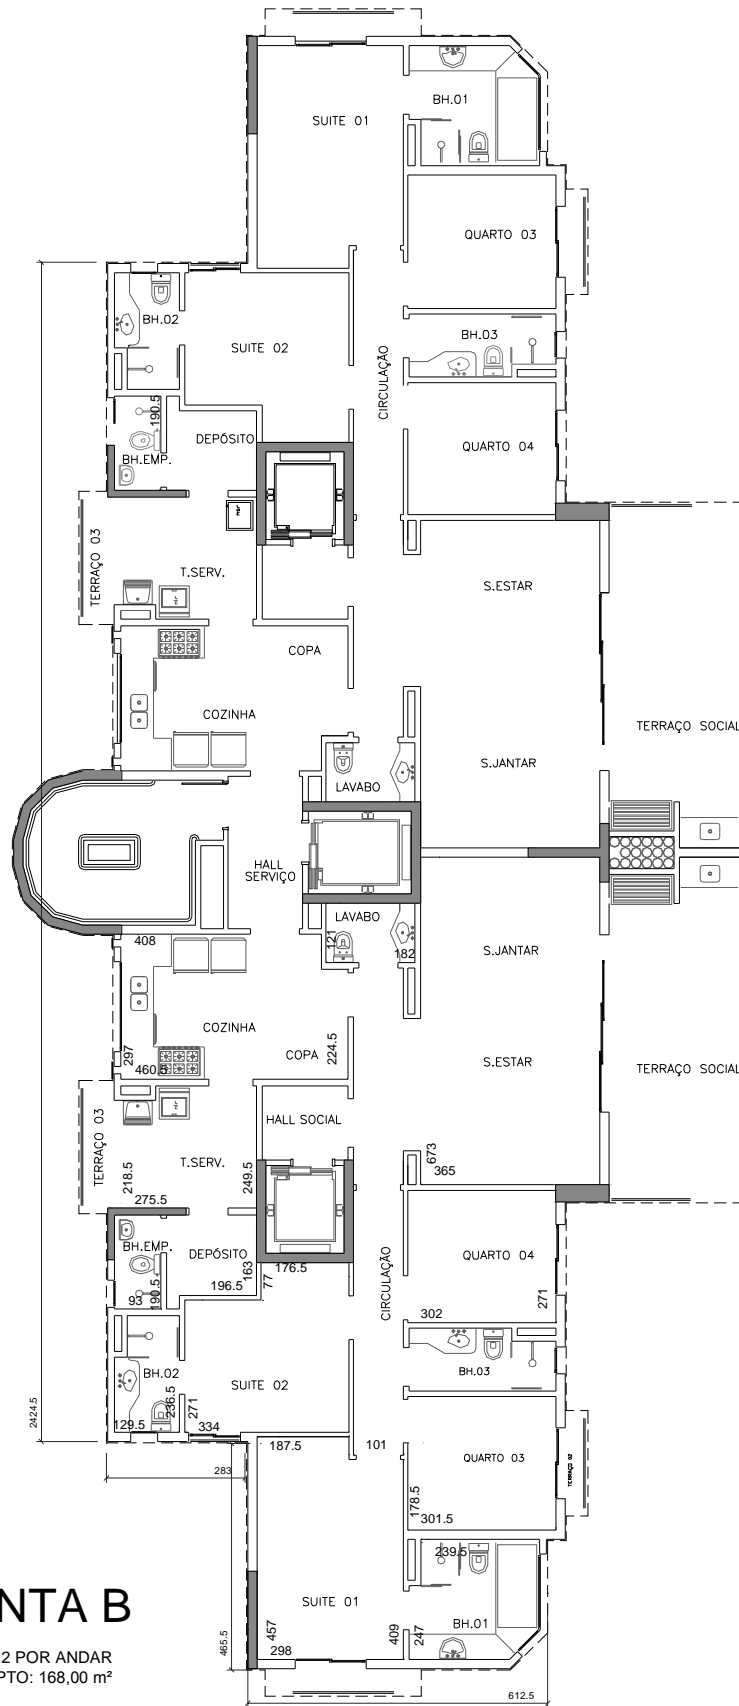 SUITE 01
BH.01
QUARTO 03
BH.02
BH.03
SUITE 02
CIRCULAÇÃO
190.5
DEPÓSITO
QUARTO 04
BH.EMP.
TERRAÇO 03
T.SERV.
S.ESTAR
COPA
COZINHA
TERRAÇO SOCIAL
S.JANTAR
LAVABO
HALL
SERVIÇO
LAVABO
121
182
408
S.JANTAR
COZINHA
COPA
224.5
297
460.5
S.ESTAR
TERRAÇO SOCIAL
TERRAÇO 03
HALL SOCIAL
T.SERV.
218.5
275.5
249.5
673
365
BH.EMP.
DEPÓSITO
163
196.5
77
176.5
CIRCULAÇÃO
QUARTO 04
271
302
93
190.5
BH.02
236.5
129.5
SUITE 02
271
334
BH.03
2424.5
187.5
101
283
QUARTO 03
TERRAÇO 02
178.5
301.5
239.5
SUITE 01
BH.01
457
298
409
247
465.5
612.5
NTA B
2 POR ANDAR
PTO: 168,00 m²